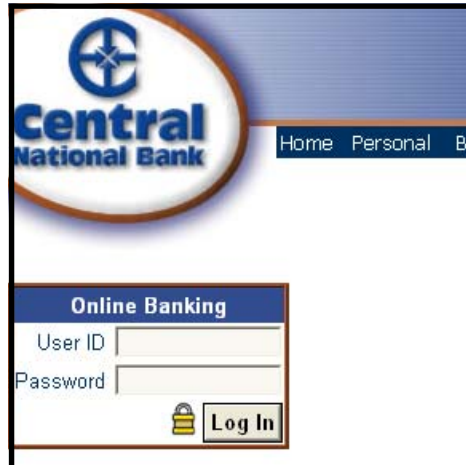 Central
National Bank
Home Personal B
Online Banking
User ID
Password
Log In